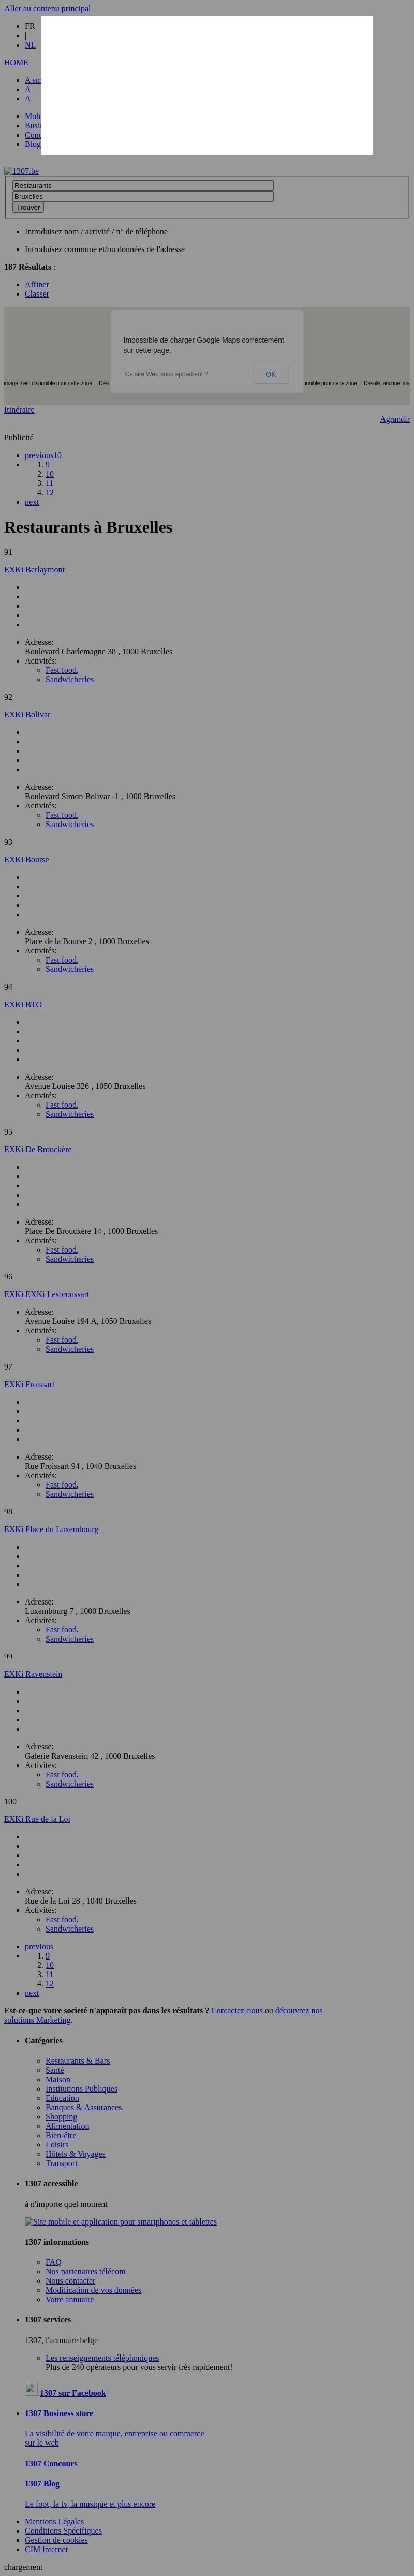 Aller au contenu principal
FR
|
NL
HOME
A sm
A
A
Mob
Busi
Conc
Blog
1307.be
Restaurants
Bruxelles
Trouver
Introduisez nom / activité / n° de téléphone
Introduisez commune et/ou données de l'adresse
187 Résultats :
Affiner
Classer
Impossible de charger Google Maps correctement
sur cette page.
Ce site Web vous appartient ?
OK
image n'est disponible pour cette zone. Déso
ponible pour cette zone. Désolé, aucune ima
Itinéraire
Agrandir
Publicité
previous10
1. 9
2. 10
3. 11
4. 12
next
Restaurants à Bruxelles
91
EXKi Berlaymont
Adresse:
Boulevard Charlemagne 38 , 1000 Bruxelles
Activités:
Fast food,
Sandwicheries
92
EXKi Bolivar
Adresse:
Boulevard Simon Bolivar -1 , 1000 Bruxelles
Activités:
Fast food,
Sandwicheries
93
EXKi Bourse
Adresse:
Place de la Bourse 2 , 1000 Bruxelles
Activités:
Fast food,
Sandwicheries
94
EXKi BTO
Adresse:
Avenue Louise 326 , 1050 Bruxelles
Activités:
Fast food,
Sandwicheries
95
EXKi De Brouckère
Adresse:
Place De Brouckère 14 , 1000 Bruxelles
Activités:
Fast food,
Sandwicheries
96
EXKi EXKi Lesbroussart
Adresse:
Avenue Louise 194 A, 1050 Bruxelles
Activités:
Fast food,
Sandwicheries
97
EXKi Froissart
Adresse:
Rue Froissart 94 , 1040 Bruxelles
Activités:
Fast food,
Sandwicheries
98
EXKi Place du Luxembourg
Adresse:
Luxembourg 7 , 1000 Bruxelles
Activités:
Fast food,
Sandwicheries
99
EXKi Ravenstein
Adresse:
Galerie Ravenstein 42 , 1000 Bruxelles
Activités:
Fast food,
Sandwicheries
100
EXKi Rue de la Loi
Adresse:
Rue de la Loi 28 , 1040 Bruxelles
Activités:
Fast food,
Sandwicheries
previous
1. 9
2. 10
3. 11
4. 12
next
Est-ce-que votre societé n'apparaît pas dans les résultats ? Contactez-nous ou découvrez nos
solutions Marketing.
Catégories
Restaurants & Bars
Santé
Maison
Institutions Publiques
Education
Banques & Assurances
Shopping
Alimentation
Bien-être
Loisirs
Hôtels & Voyages
Transport
1307 accessible
à n'importe quel moment
Site mobile et application pour smartphones et tablettes
1307 informations
FAQ
Nos partenaires télécom
Nous contacter
Modification de vos données
Votre annuaire
1307 services
1307, l'annuaire belge
Les renseignements téléphoniques
Plus de 240 opérateurs pour vous servir très rapidement!
1307 sur Facebook
1307 Business store
La visibilité de votre marque, entreprise ou commerce
sur le web
1307 Concours
1307 Blog
Le foot, la tv, la musique et plus encore
Mentions Légales
Conditions Spécifiques
Gestion de cookies
CIM internet
chargement